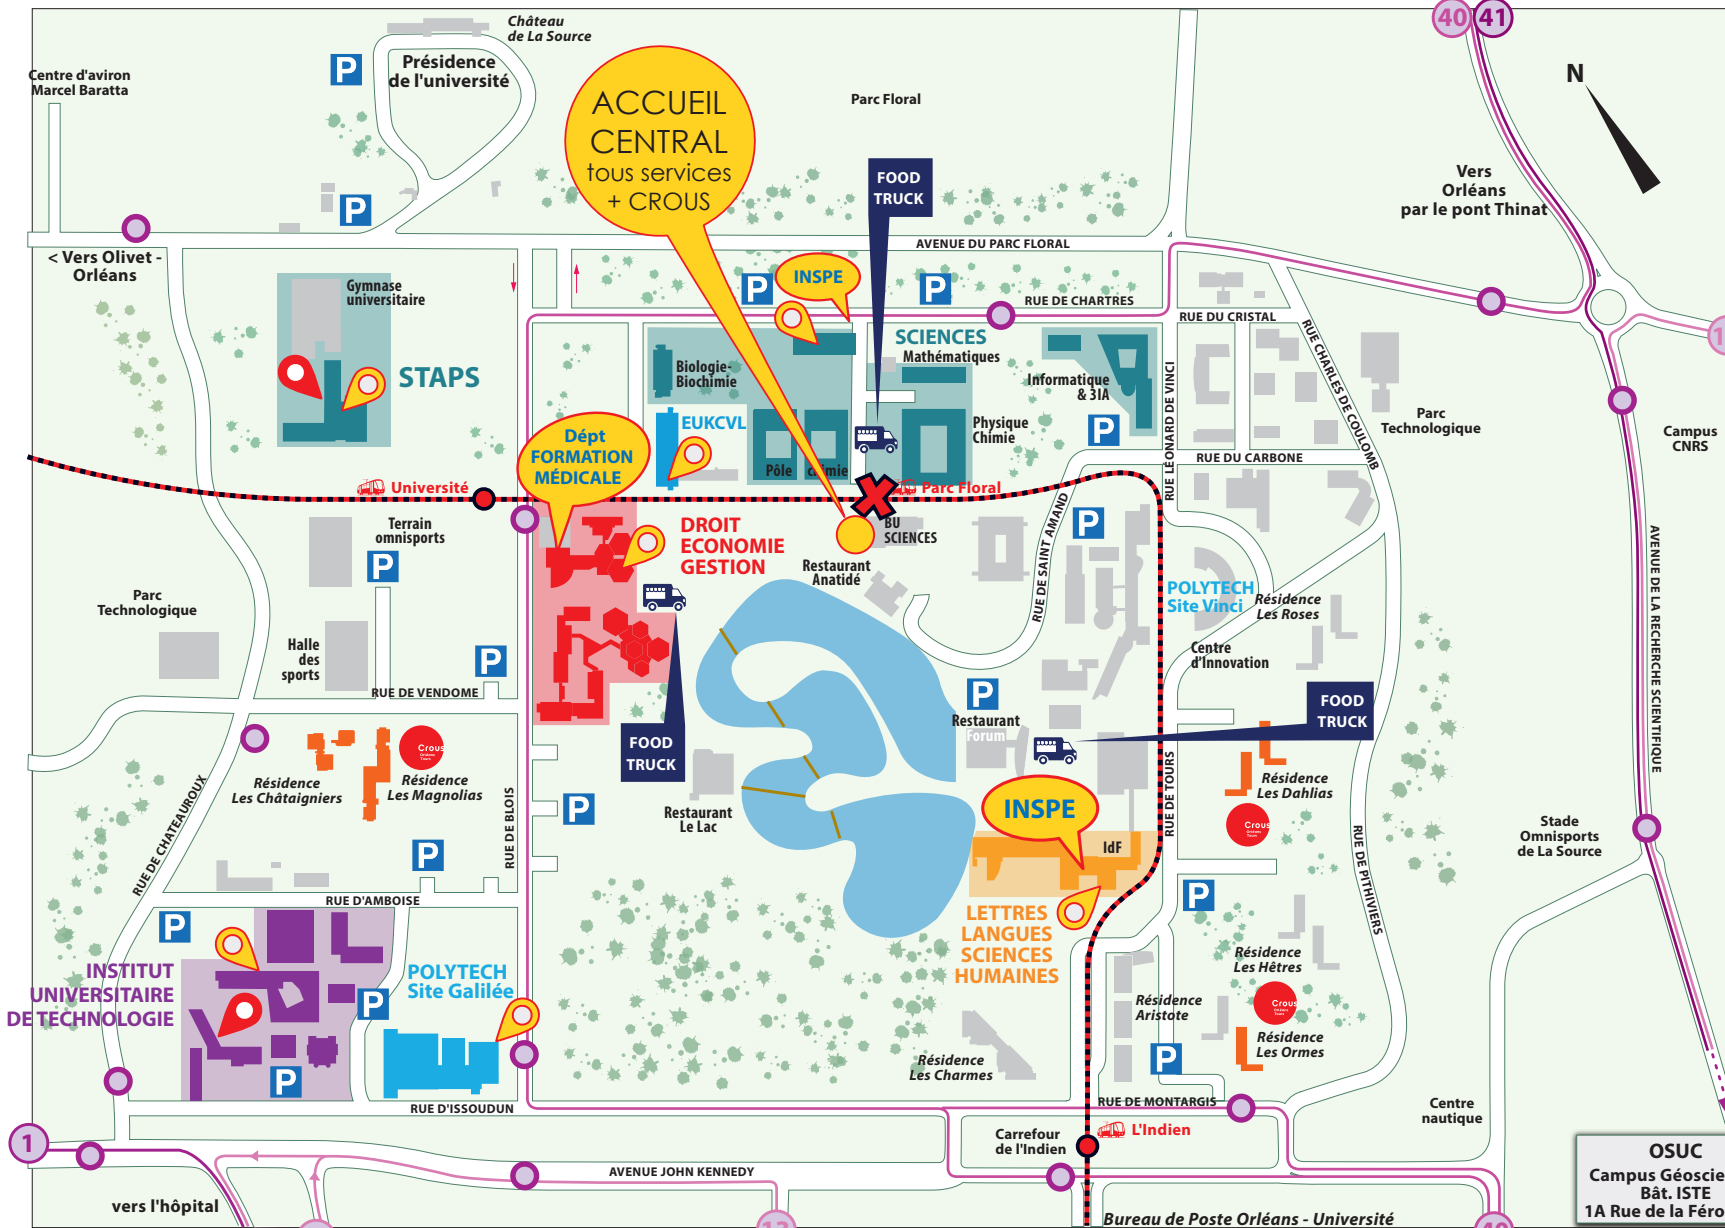 Château
de La Source
40
41
Centre d'aviron
Marcel Baratta
P
Présidence
de l'université
N
ACCUEIL
CENTRAL
tous services
+ CROUS
Parc Floral
FOOD
TRUCK
Vers
Orléans
par le pont Thinat
P
< Vers Olivet -
Orléans
AVENUE DU PARC FLORAL
Gymnase
universitaire
P
INSPE
P
RUE DE CHARTRES
RUE DU CRISTAL
RUE CHARLES DE COULOMB
1
STAPS
SCIENCES
Mathématiques
Biologie-
Biochimie
Informatique
& 3IA
RUE LÉONARD DE VINCI
Parc
Technologique
Campus
CNRS
EUKCVL
Physique
Chimie
P
Dépt
FORMATION
MÉDICALE
Pôle
chimie
RUE DU CARBONE
Université
Parc Floral
Terrain
omnisports
DROIT
ECONOMIE
GESTION
BU
SCIENCES
P
RUE DE SAINT AMAND
AVENUE DE LA RECHERCHE SCIENTIFIQUE
P
Restaurant
Anatidé
POLYTECH
Site Vinci
Résidence
Les Roses
Parc
Technologique
Halle
des
sports
P
Centre
d'Innovation
RUE DE VENDOME
P
Restaurant
Forum
FOOD
TRUCK
FOOD
TRUCK
Crous
Orléans
Tours
Résidence
Les Châtaigniers
Résidence
Les Magnolias
RUE DE CHATEAUROUX
RUE DE BLOIS
P
Restaurant
Le Lac
INSPE
RUE DE TOURS
Résidence
Les Dahlias
Crous
Orléans
Tours
Stade
Omnisports
de La Source
P
IdF
RUE DE PITHIVIERS
RUE D'AMBOISE
P
LETTRES
LANGUES
SCIENCES
HUMAINES
P
INSTITUT
UNIVERSITAIRE
DE TECHNOLOGIE
POLYTECH
Site Galilée
P
Résidence
Les Hêtres
Résidence
Aristote
Crous
Orléans
Tours
Résidence
Les Ormes
P
Résidence
Les Charmes
P
RUE D'ISSOUDUN
RUE DE MONTARGIS
Centre
nautique
1
Carrefour
de l'Indien
L'Indien
AVENUE JOHN KENNEDY
OSUC
Campus Géoscie
Bât. ISTE
1A Rue de la Féro
vers l'hôpital
Bureau de Poste Orléans - Université